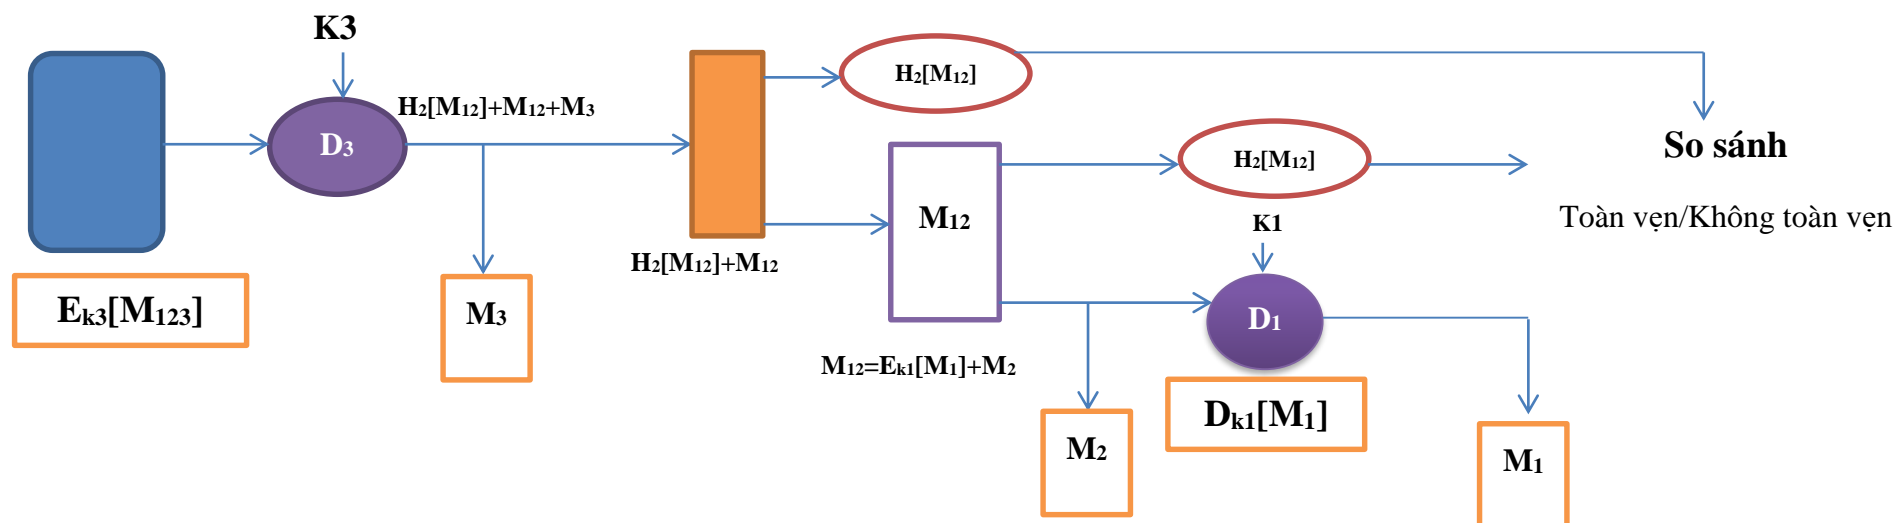 K3
H₂[M₁₂]
H₂[M₁₂]+M₁₂+M₃
D₃
So sánh
H₂[M₁₂]
Toàn vẹn/Không toàn vẹn
M₁₂
K1
H₂[M₁₂]+M₁₂
Eₖ₃[M₁₂₃]
M₃
D₁
M₁₂=Eₖ₁[M₁]+M₂
Dₖ₁[M₁]
M₂
M₁